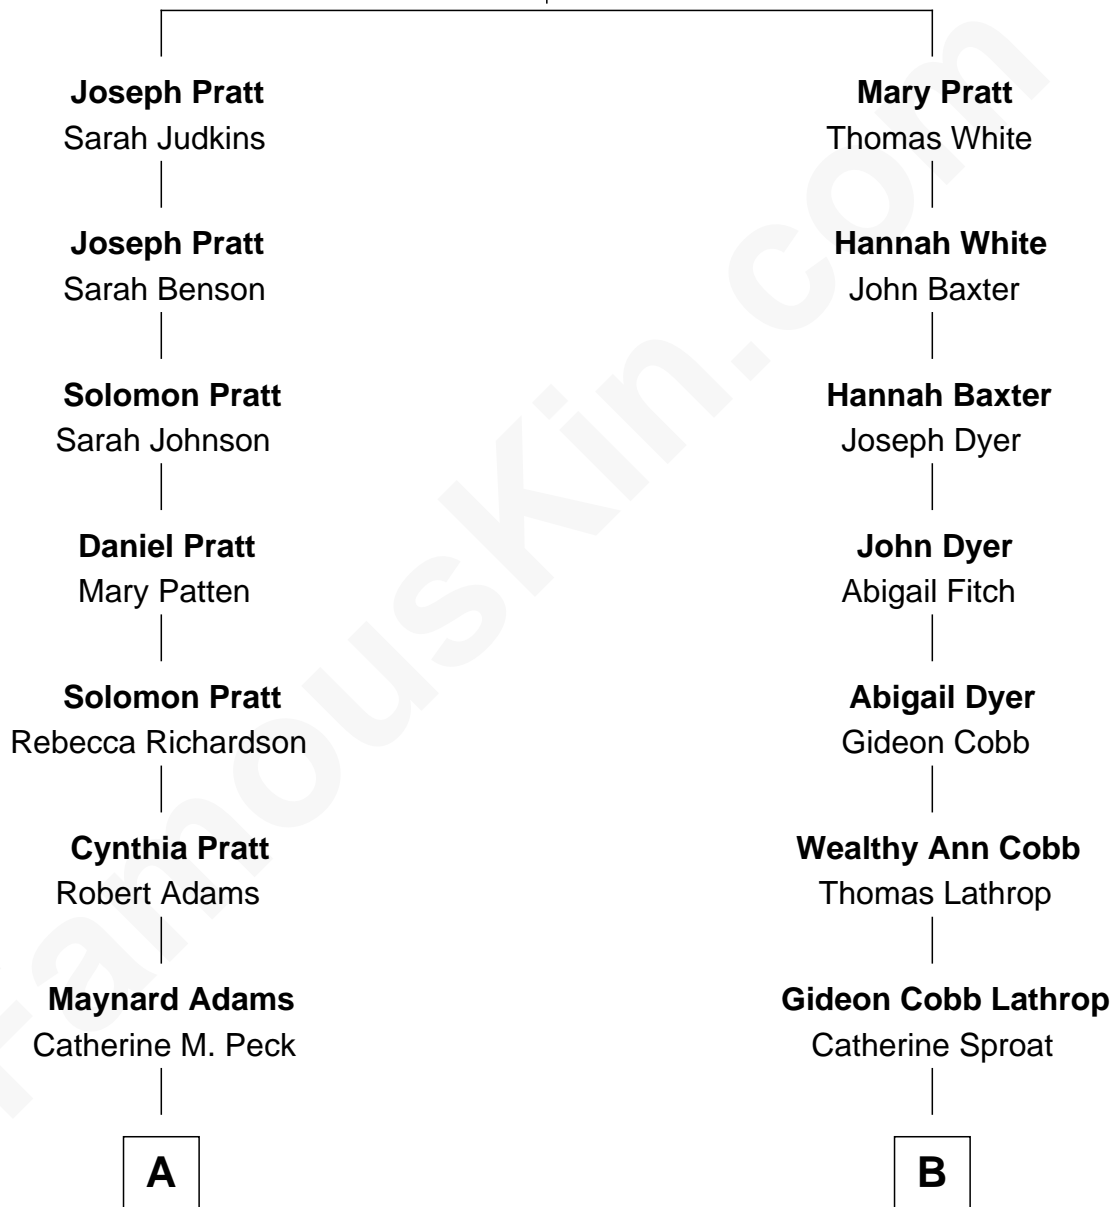 Joseph Pratt
Sarah Judkins
Joseph Pratt
Sarah Benson
Solomon Pratt
Sarah Johnson
Daniel Pratt
Mary Patten
Solomon Pratt
Rebecca Richardson
Cynthia Pratt
Robert Adams
Maynard Adams
Catherine M. Peck
A
Mary Pratt
Thomas White
Hannah White
John Baxter
Hannah Baxter
Joseph Dyer
John Dyer
Abigail Fitch
Abigail Dyer
Gideon Cobb
Wealthy Ann Cobb
Thomas Lathrop
Gideon Cobb Lathrop
Catherine Sproat
B
FamousKin.com